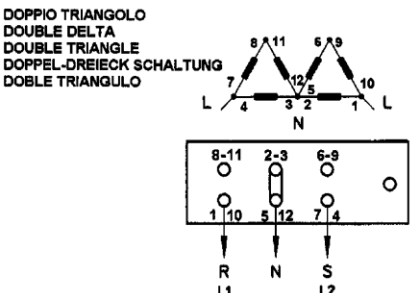 DOPPIO TRIANGOLO
DOUBLE DELTA
DOUBLE TRIANGLE
DOPPEL-DREIECK SCHALTUNG
DOBLE TRIANGULO
8 11 6 9
7 12 5 10
L 4 3 2 1 L
N
8-11 2-3 6-9
1 10 5 12 7 4
R N S
L1 L2